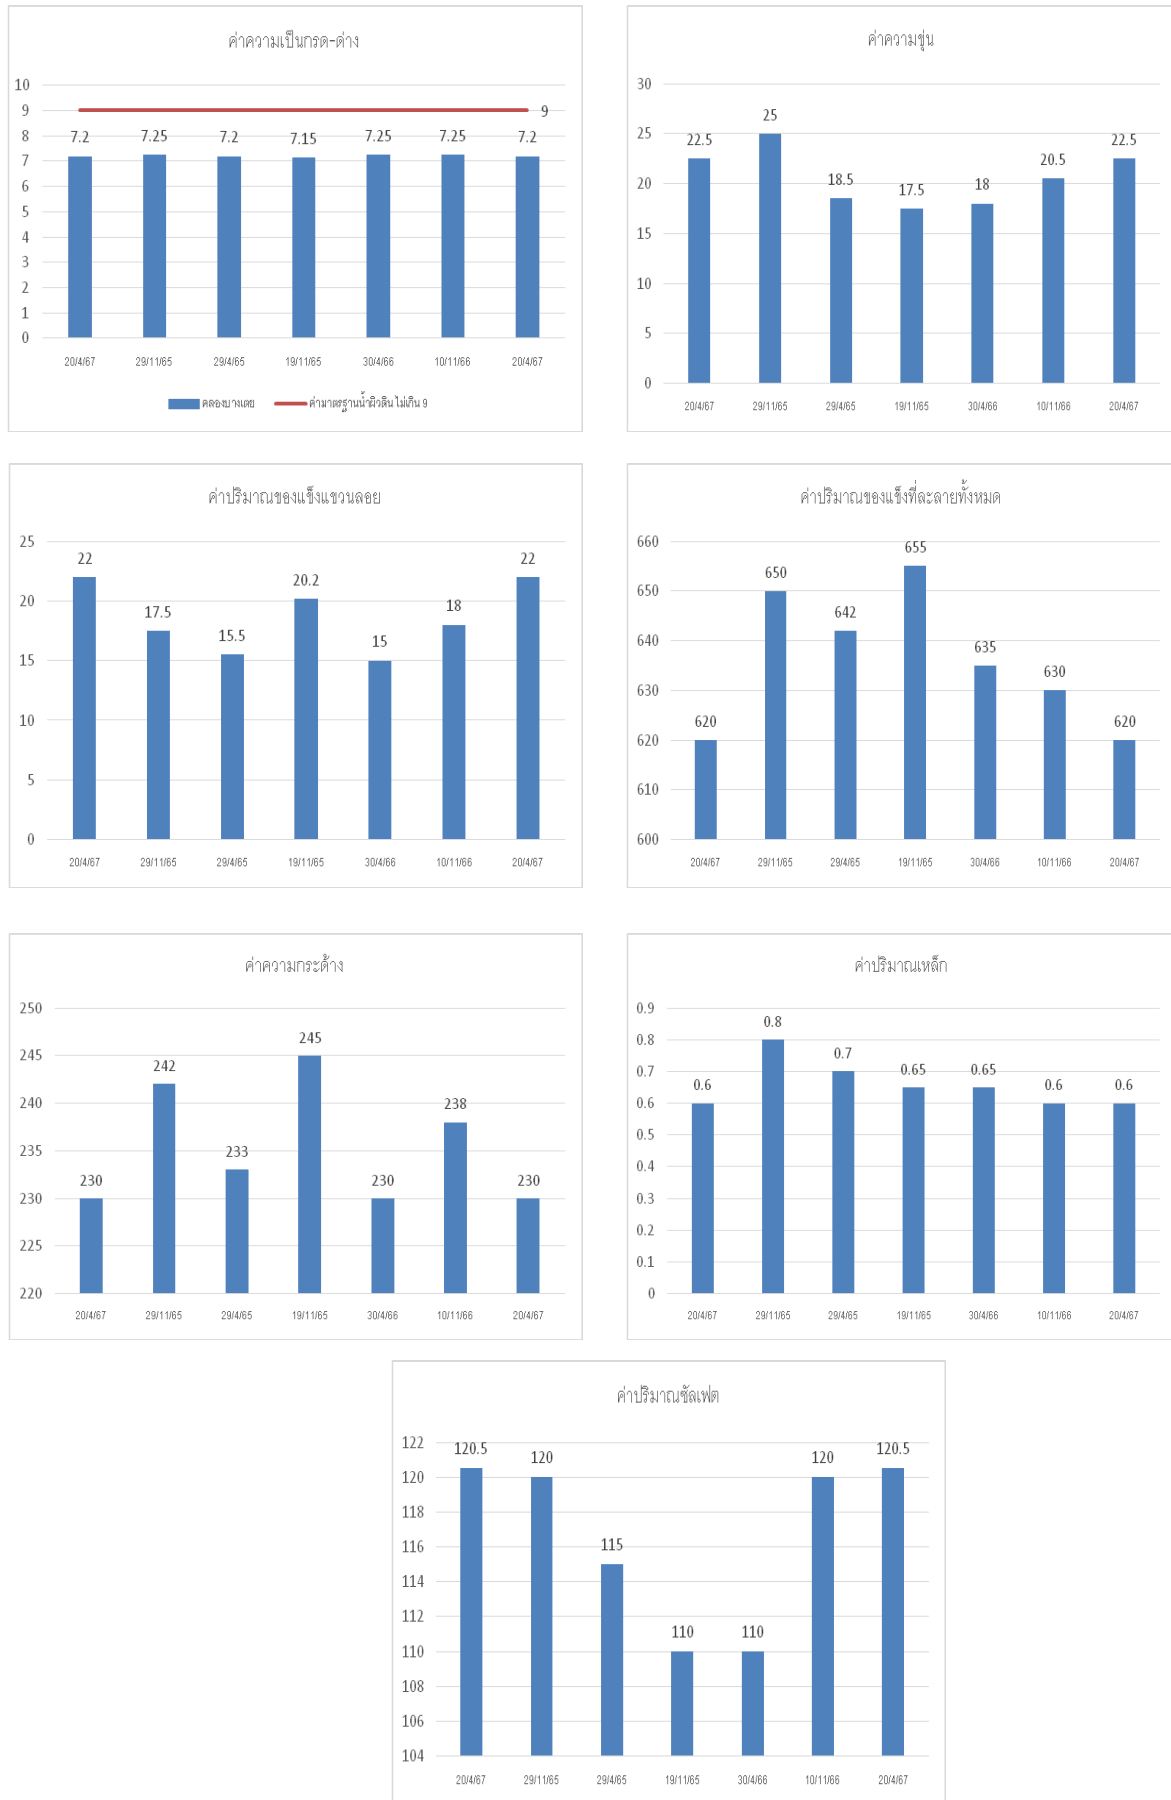 ค่าความเป็นกรด-ด่าง
10
9
8
7
6
5
4
3
2
1
0
9
7.2 7.25 7.2 7.15 7.25 7.25 7.2
20/4/67 29/11/65 29/4/65 19/11/65 30/4/66 10/11/66 20/4/67
คลองบางเตย ค่ามาตรฐานน้ำผิวดิน ไม่เกิน 9
ค่าความขุ่น
30
25
20
15
10
5
0
22.5 25 18.5 17.5 18 20.5 22.5
20/4/67 29/11/65 29/4/65 19/11/65 30/4/66 10/11/66 20/4/67
ค่าปริมาณของแข็งแขวนลอย
25
20
15
10
5
0
22 17.5 15.5 20.2 15 18 22
20/4/67 29/11/65 29/4/65 19/11/65 30/4/66 10/11/66 20/4/67
ค่าปริมาณของแข็งที่ละลายทั้งหมด
660
650
640
630
620
610
600
620 650 642 655 635 630 620
20/4/67 29/11/65 29/4/65 19/11/65 30/4/66 10/11/66 20/4/67
ค่าความกระด้าง
250
245
240
235
230
225
220
230 242 233 245 230 238 230
20/4/67 29/11/65 29/4/65 19/11/65 30/4/66 10/11/66 20/4/67
ค่าปริมาณเหล็ก
0.9
0.8
0.7
0.6
0.5
0.4
0.3
0.2
0.1
0
0.6 0.8 0.7 0.65 0.65 0.6 0.6
20/4/67 29/11/65 29/4/65 19/11/65 30/4/66 10/11/66 20/4/67
ค่าปริมาณซัลเฟต
122
120
118
116
114
112
110
108
106
104
120.5 120 115 110 110 120 120.5
20/4/67 29/11/65 29/4/65 19/11/65 30/4/66 10/11/66 20/4/67